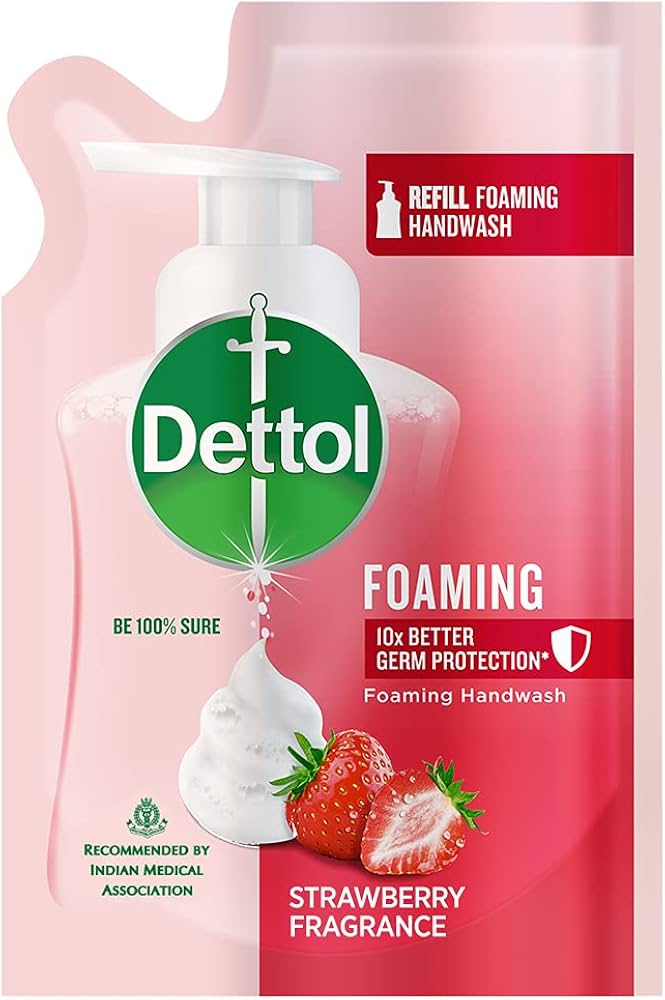 REFILL FOAMING
HANDWASH
Dettol
BE 100% SURE
FOAMING
10x BETTER
GERM PROTECTION*
Foaming Handwash
RECOMMENDED BY
INDIAN MEDICAL
ASSOCIATION
STRAWBERRY
FRAGRANCE